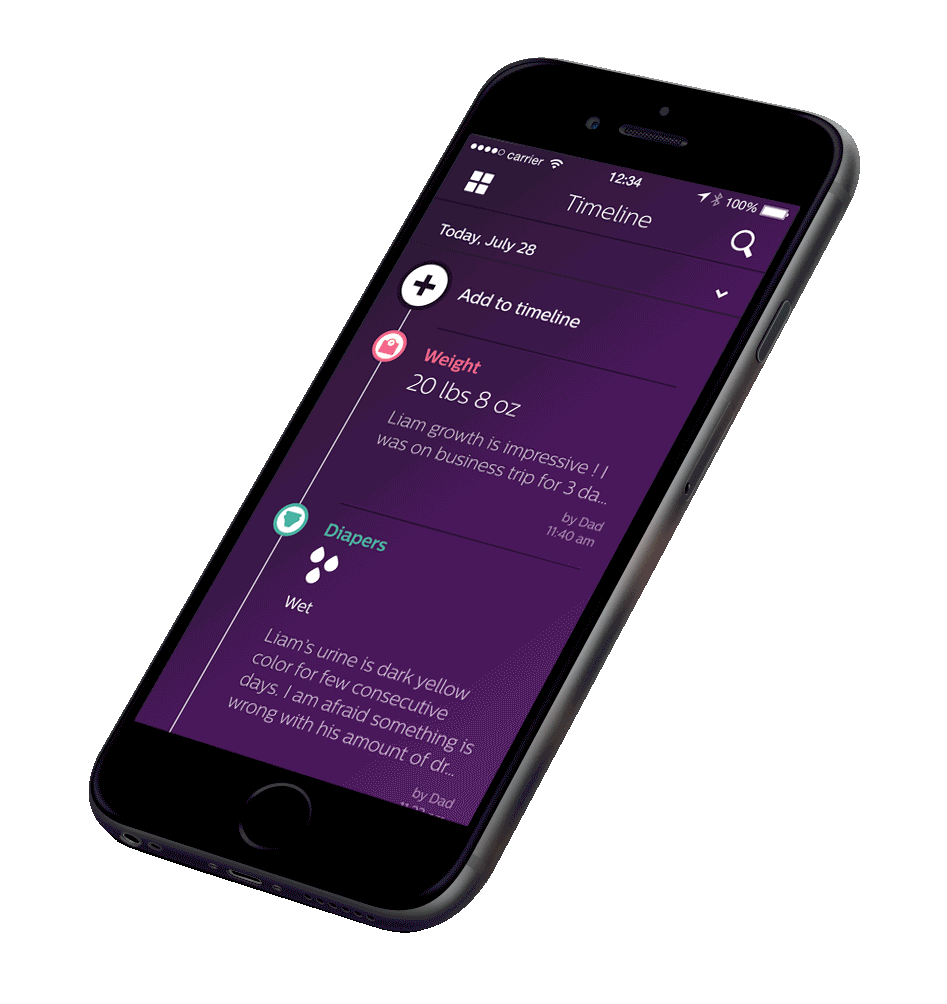 carrier 12:34 100%
Timeline
Today, July 28
Add to timeline
Weight
20 lbs 8 oz
Liam growth is impressive ! I
was on business trip for 3 da...
by Dad
11:40 am
Diapers
Wet
Liam's urine is dark yellow
color for few consecutive
days. I am afraid something is
wrong with his amount of dr...
by Dad